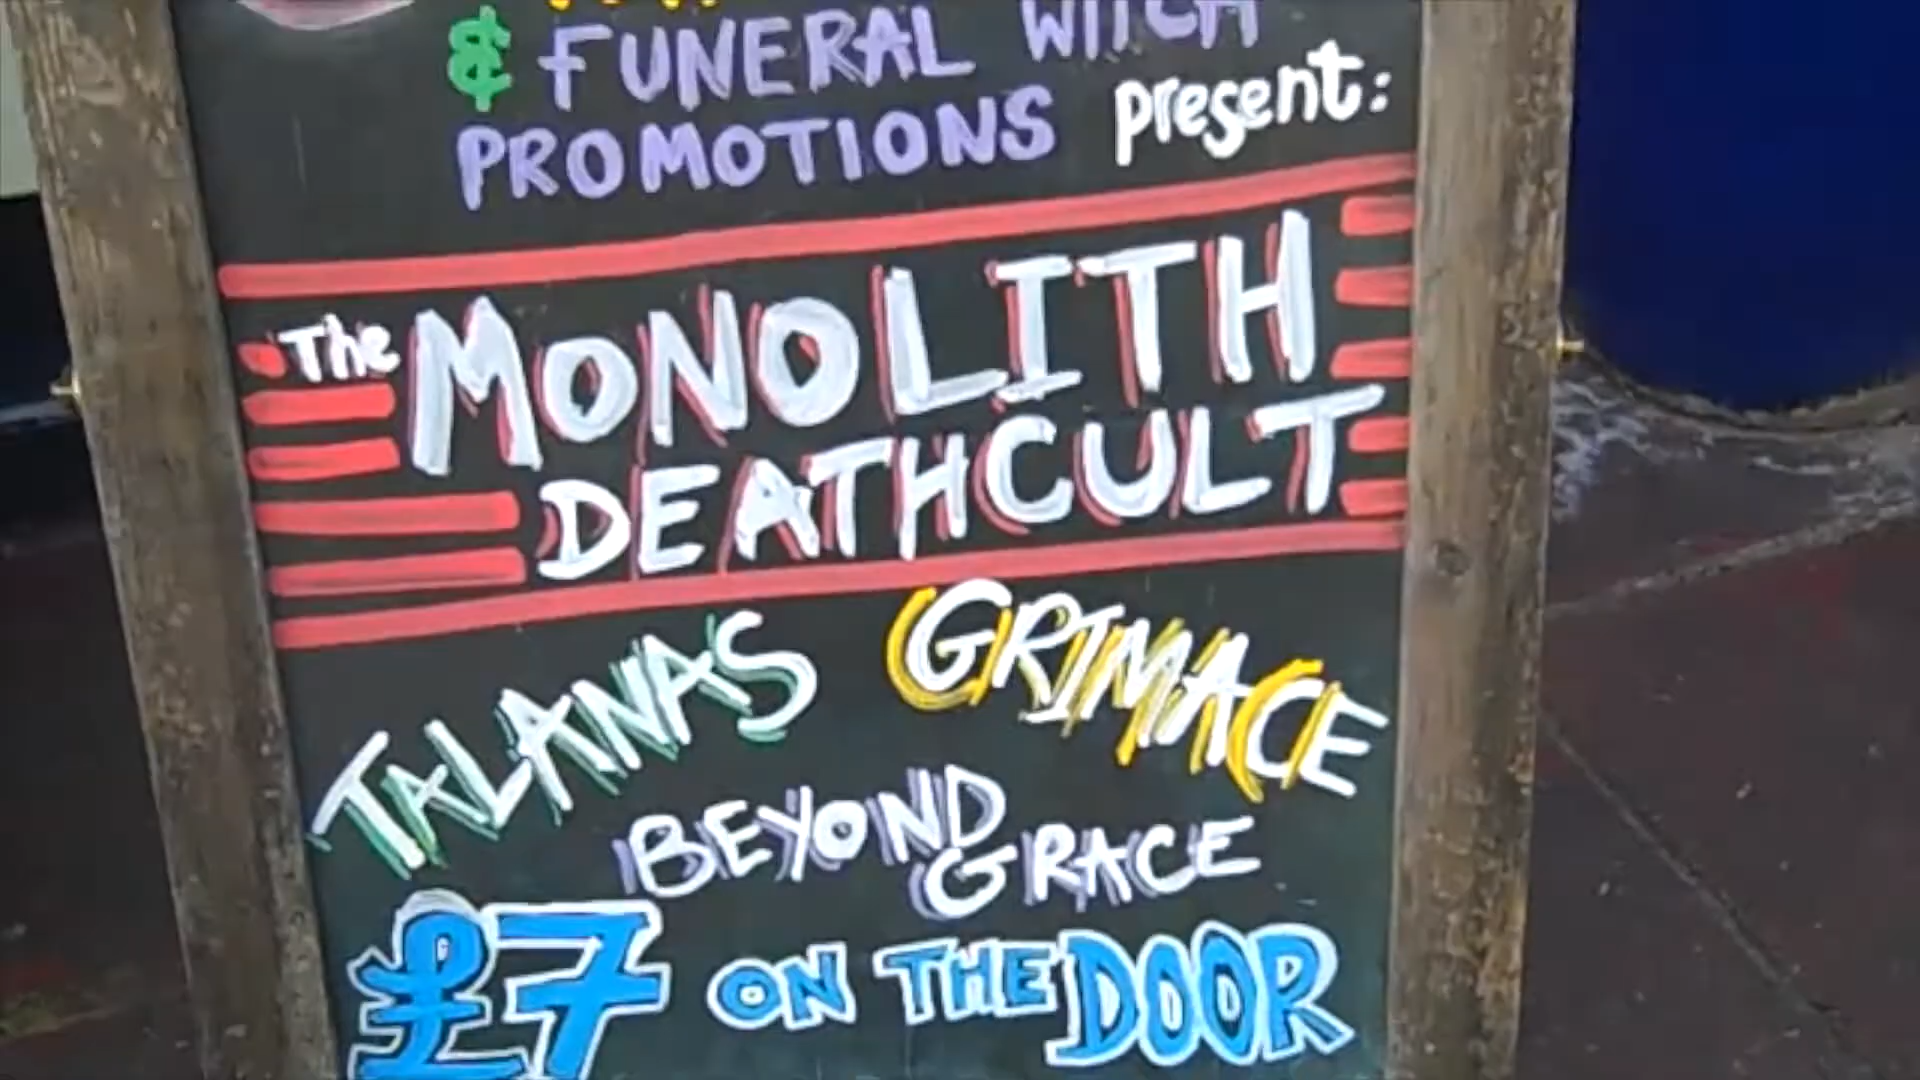 & FUNERAL WITCH
PROMOTIONS present:
The MONOLITH
DEATHCULT
TALANAS GRIMACE
BEYOND
GRACE
£7 ON THE DOOR